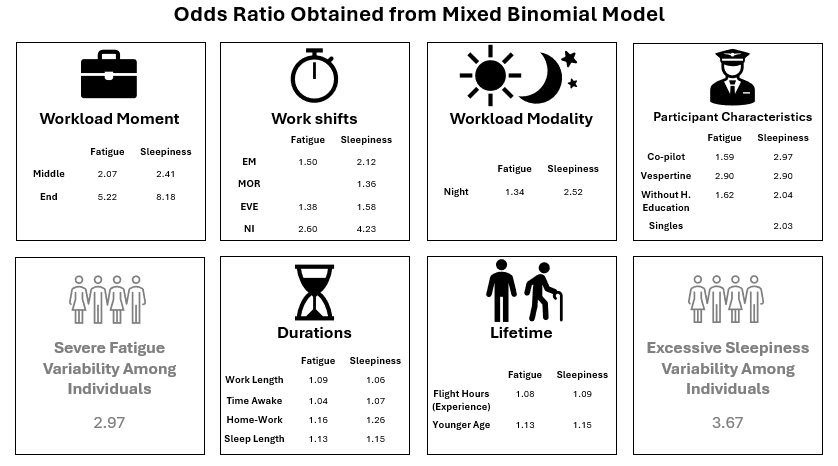 Odds Ratio Obtained from Mixed Binomial Model
Workload Moment
Fatigue Sleepiness
Middle 2.07 2.41
End 5.22 8.18
Work shifts
Fatigue Sleepiness
EM 1.50 2.12
MOR 1.36
EVE 1.38 1.58
NI 2.60 4.23
Workload Modality
Fatigue Sleepiness
Night 1.34 2.52
Participant Characteristics
Fatigue Sleepiness
Co-pilot 1.59 2.97
Vespertine 2.90 2.90
Without H. 1.62 2.04
Education
Singles 2.03
Severe Fatigue
Variability Among
Individuals
2.97
Durations
Fatigue Sleepiness
Work Length 1.09 1.06
Time Awake 1.04 1.07
Home-Work 1.16 1.26
Sleep Length 1.13 1.15
Lifetime
Fatigue Sleepiness
Flight Hours 1.08 1.09
(Experience)
Younger Age 1.13 1.15
Excessive Sleepiness
Variability Among
Individuals
3.67